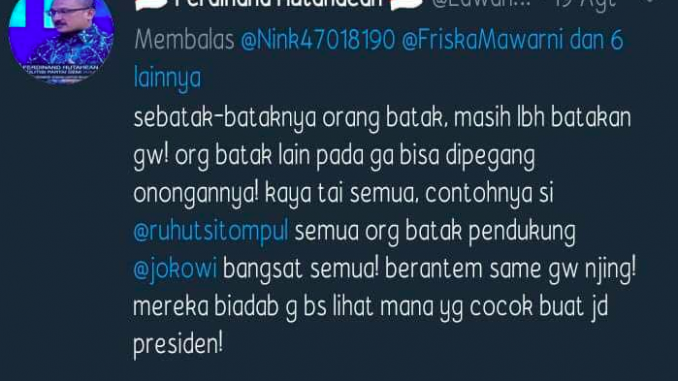 Ferdinand Hutahaean @Lawan... 19 Agt
Membalas @Nink47018190 @FriskaMawarni dan 6
lainnya
sebatak-bataknya orang batak, masih lbh batakan
gw! org batak lain pada ga bisa dipegang
onongannya! kaya tai semua, contohnya si
@ruhutsitompul semua org batak pendukung
@jokowi bangsat semua! berantem same gw njing!
mereka biadab g bs lihat mana yg cocok buat jd
presiden!
FERDINAND HUTAHEAN